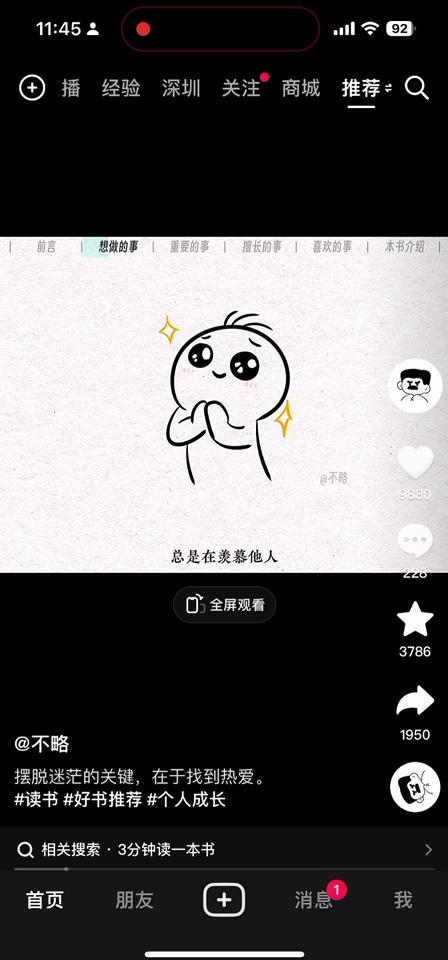 11:45
92
播 经验 深圳 关注 商城 推荐
前言 想做的事 重要的事 擅长的事 喜欢的事 本书介绍
@不略
总是在羡慕他人
9880
228
全屏观看
3786
1950
@不略
摆脱迷茫的关键，在于找到热爱。
#读书 #好书推荐 #个人成长
相关搜索 · 3分钟读一本书
首页 朋友 消息 1 我